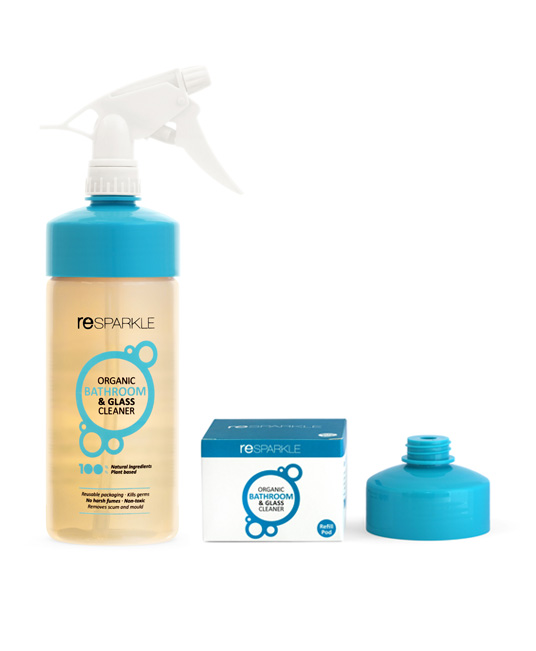 reSPARKLE
ORGANIC
BATHROOM
& GLASS
CLEANER
100% Natural Ingredients
% Plant based
Reusable packaging · Kills germs
No harsh fumes · Non-toxic
Removes scum and mould
reSPARKLE
reSPARKLE
ORGANIC
BATHROOM
& GLASS
CLEANER
Refill
Pod